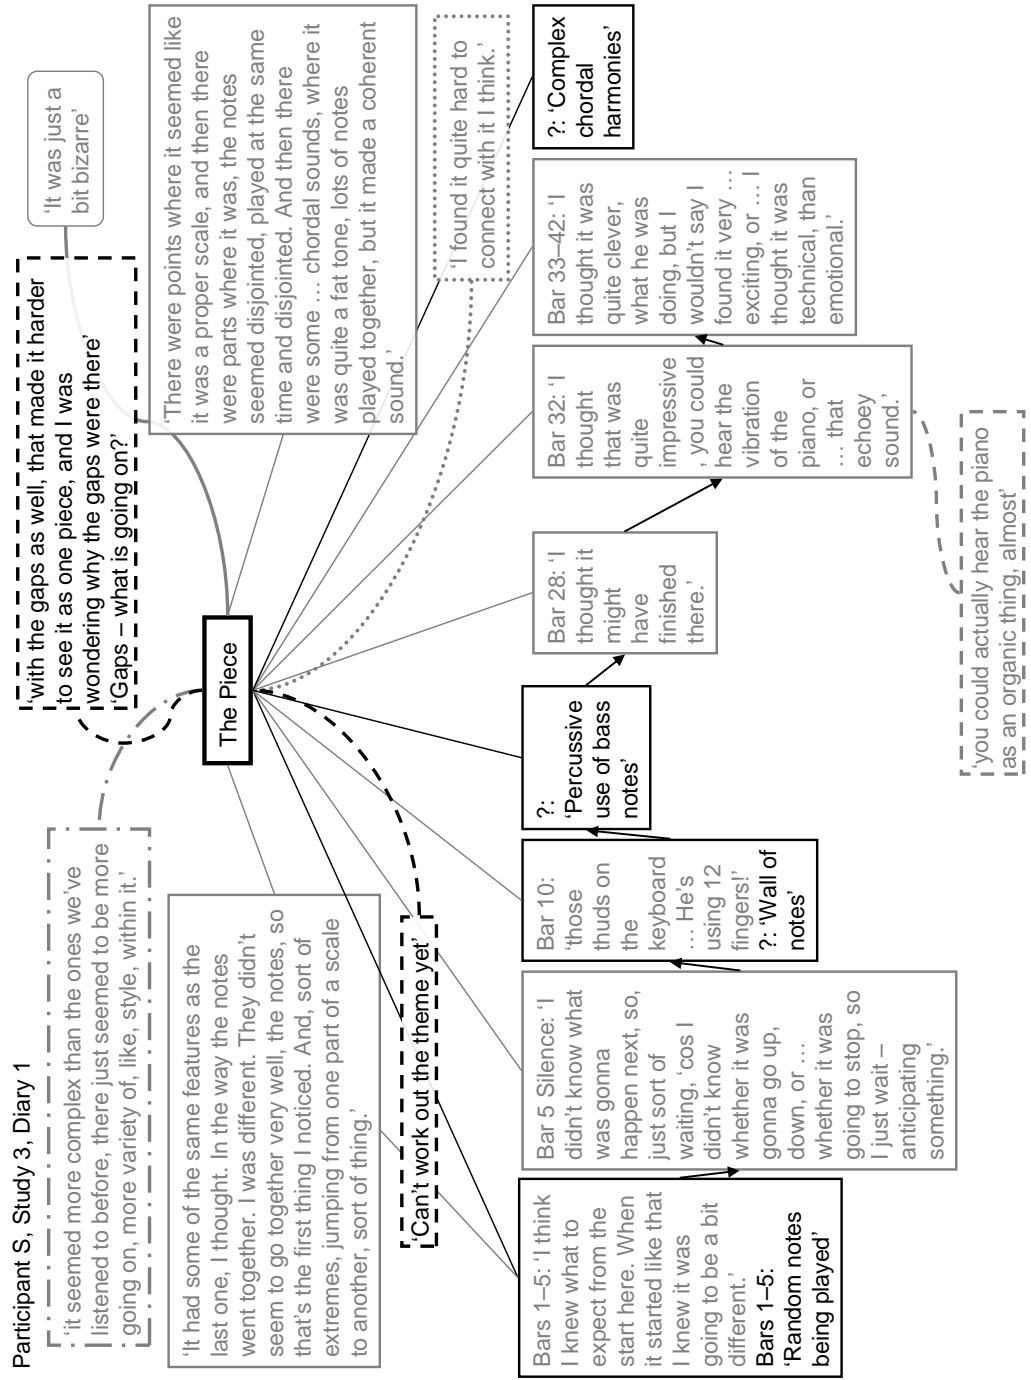 Participant S, Study 3, Diary 1
‘it seemed more complex than the ones we’ve
listened to before, there just seemed to be more
going on, more variety of, like, style, within it.’
‘with the gaps as well, that made it harder
to see it as one piece, and I was
wondering why the gaps were there’
‘Gaps – what is going on?’
‘It was just a
bit bizarre’
‘It had some of the same features as the
last one, I thought. In the way the notes
went together. I was different. They didn’t
seem to go together very well, the notes, so
that’s the first thing I noticed. And, sort of
extremes, jumping from one part of a scale
to another, sort of thing.’
The Piece
‘There were points where it seemed like
it was a proper scale, and then there
were parts where it was, the notes
seemed disjointed, played at the same
time and disjointed. And then there
were some … chordal sounds, where it
was quite a fat tone, lots of notes
played together, but it made a coherent
sound.’
‘Can’t work out the theme yet’
‘I found it quite hard to
connect with it I think.’
Bars 1–5: ‘I think
I knew what to
expect from the
start here. When
it started like that
I knew it was
going to be a bit
different.’
Bars 1–5:
‘Random notes
being played’
Bar 5 Silence: ‘I
didn’t know what
was gonna
happen next, so,
just sort of
waiting, ‘cos I
didn’t know
whether it was
gonna go up,
down, or …
whether it was
going to stop, so
I just wait –
anticipating
something.’
Bar 10:
‘those
thuds on
the
keyboard
… He’s
using 12
fingers!’
?: ‘Wall of
notes’
?:
‘Percussive
use of bass
notes’
Bar 28: ‘I
thought it
might
have
finished
there.’
Bar 32: ‘I
thought
that was
quite
impressive
, you could
hear the
vibration
of the
piano, or
… that
echoey
sound.’
Bar 33–42: ‘I
thought it was
quite clever,
what he was
doing, but I
wouldn’t say I
found it very …
exciting, or … I
thought it was
technical, than
emotional.’
?: ‘Complex
chordal
harmonies’
‘you could actually hear the piano
as an organic thing, almost’